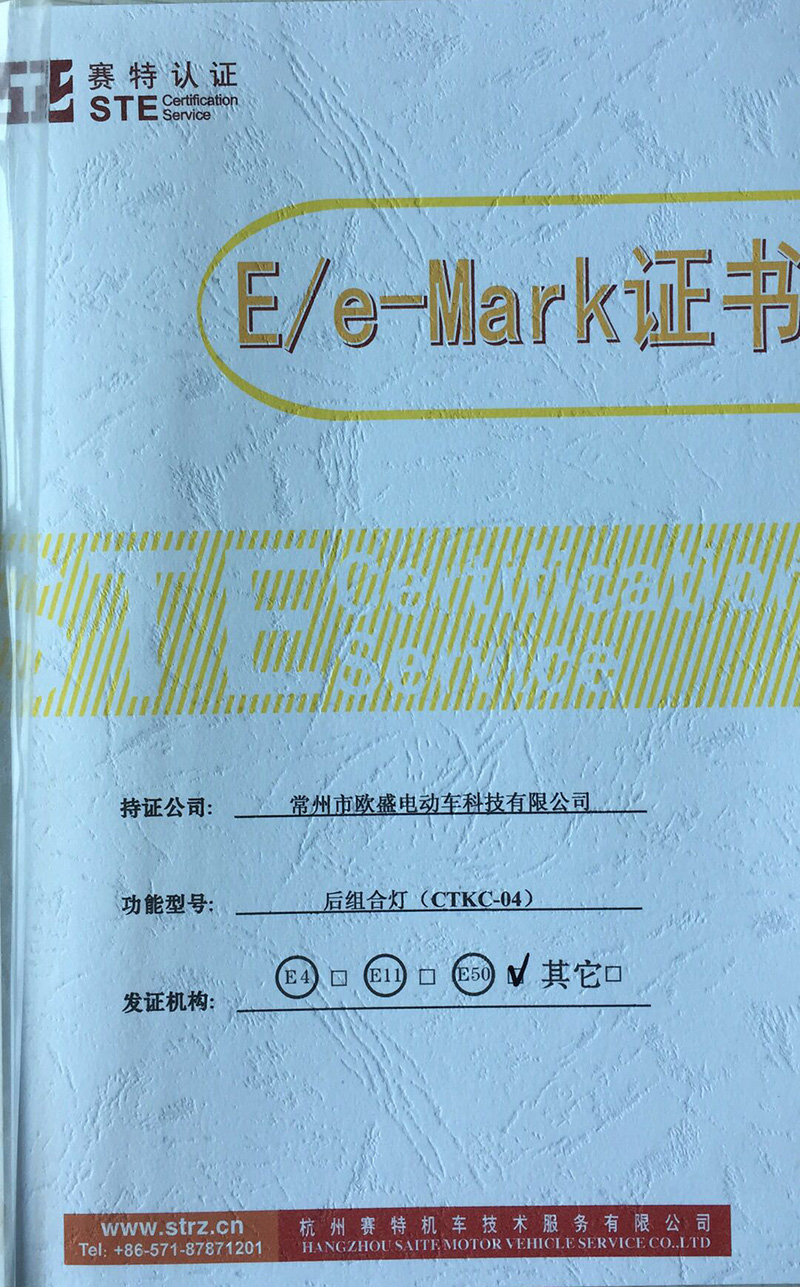 赛特认证
STE Certification Service
E/e-Mark证书
STE Certification
Service
持证公司: 常州市欧盛电动车科技有限公司
功能型号: 后组合灯（CTKC-04）
发证机构: E4 □ E11 □ E50 ☑ 其它□
www.strz.cn
Tel: +86-571-87871201
杭州赛特机车技术服务有限公司
HANGZHOU SAITE MOTOR VEHICLE SERVICE CO.,LTD